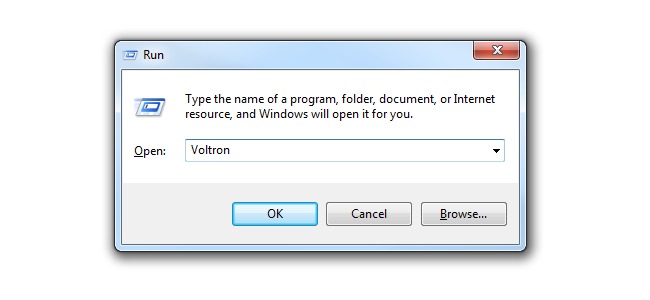 Run
Type the name of a program, folder, document, or Internet
resource, and Windows will open it for you.
Open: Voltron
OK Cancel Browse...